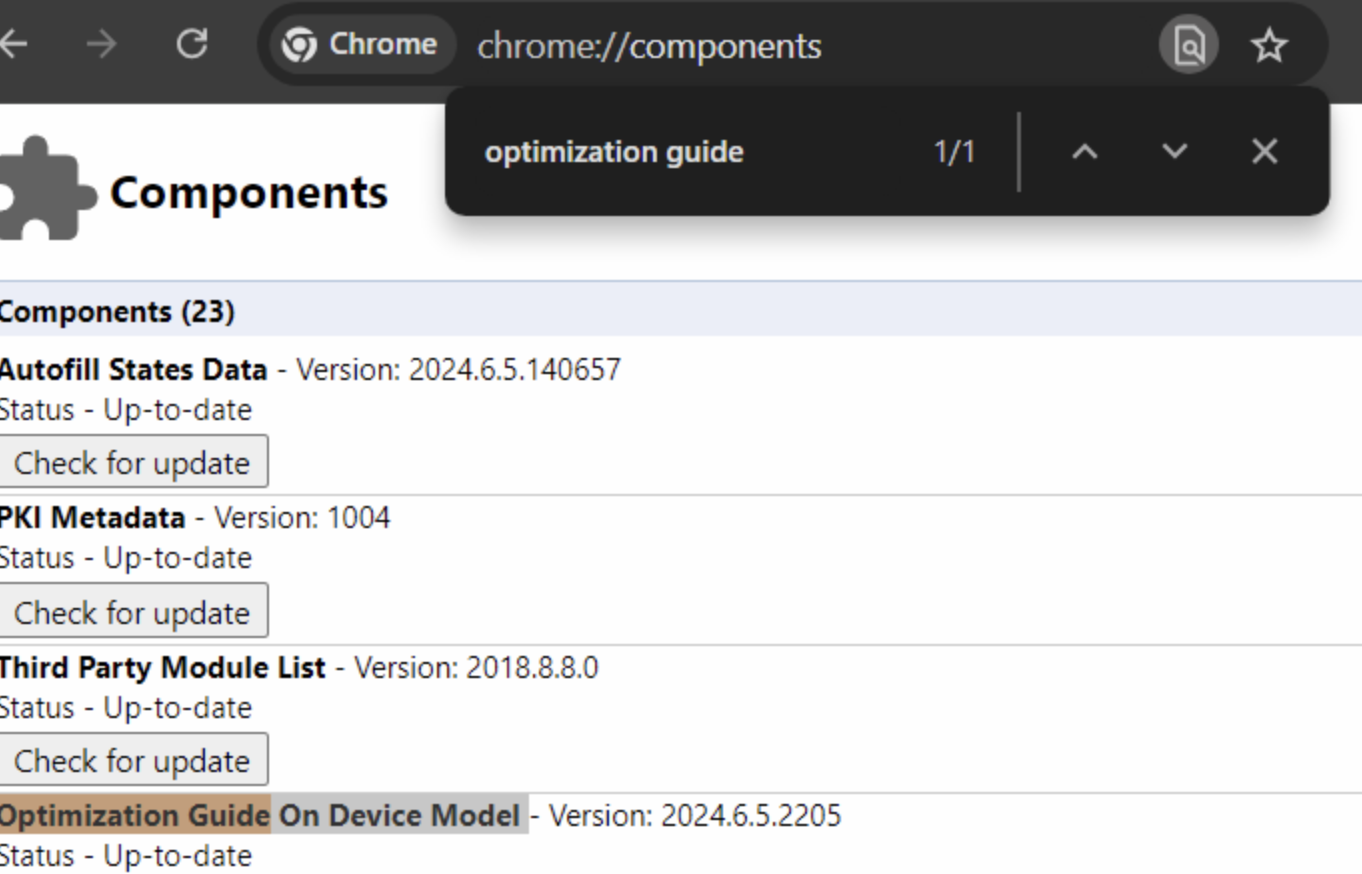 Chrome chrome://components
optimization guide 1/1
Components
Components (23)
Autofill States Data - Version: 2024.6.5.140657
Status - Up-to-date
Check for update
PKI Metadata - Version: 1004
Status - Up-to-date
Check for update
Third Party Module List - Version: 2018.8.8.0
Status - Up-to-date
Check for update
Optimization Guide On Device Model - Version: 2024.6.5.2205
Status - Up-to-date